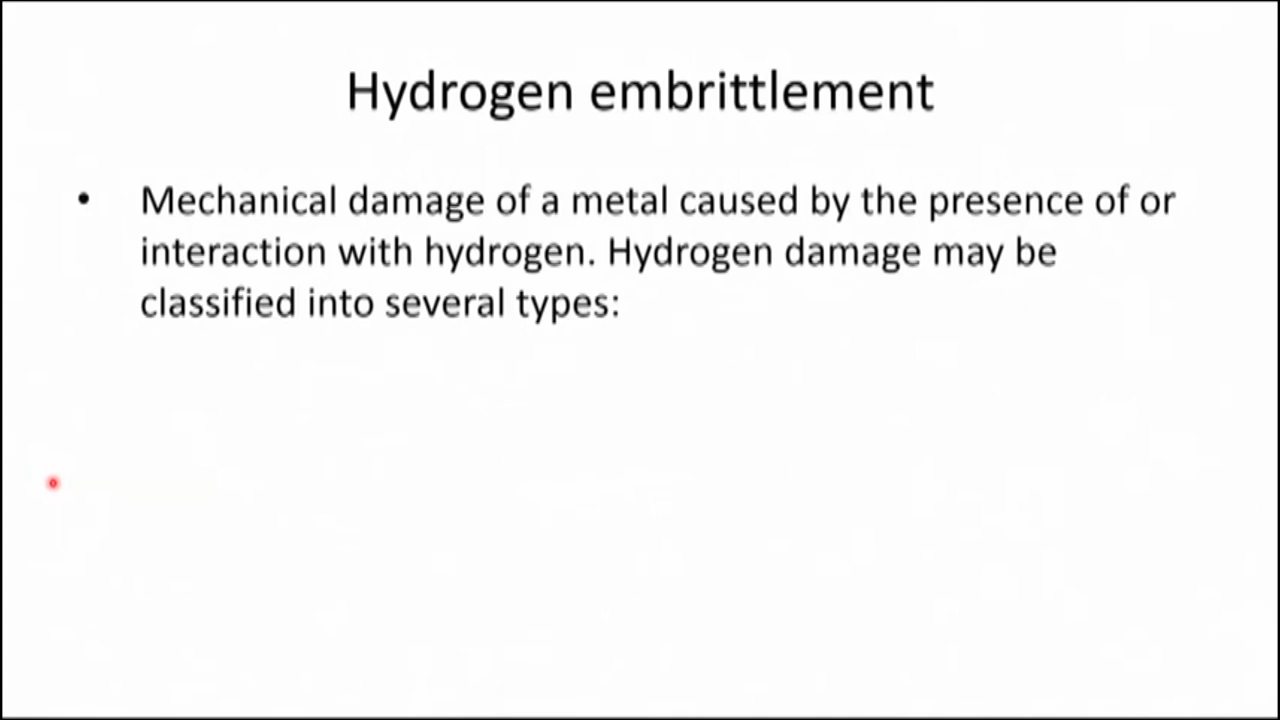 Hydrogen embrittlement
• Mechanical damage of a metal caused by the presence of or
interaction with hydrogen. Hydrogen damage may be
classified into several types: